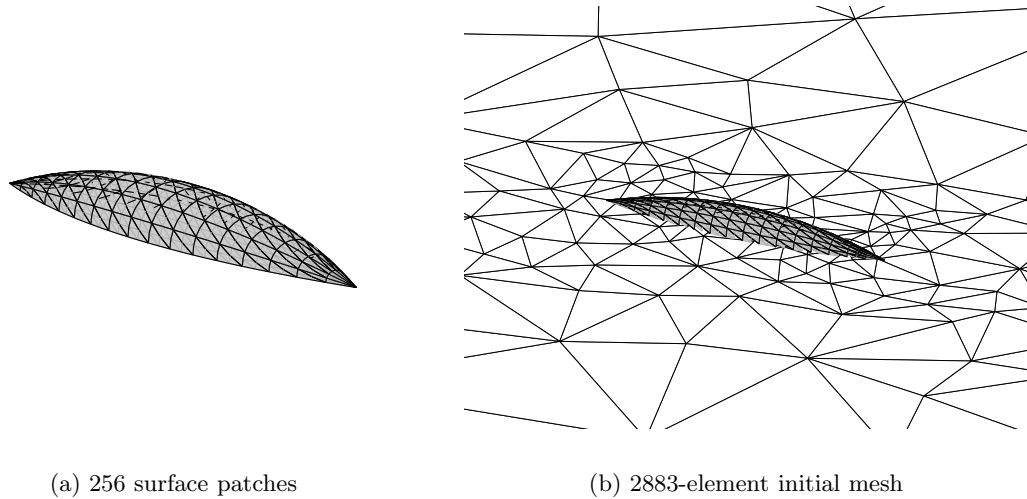 (a) 256 surface patches
(b) 2883-element initial mesh